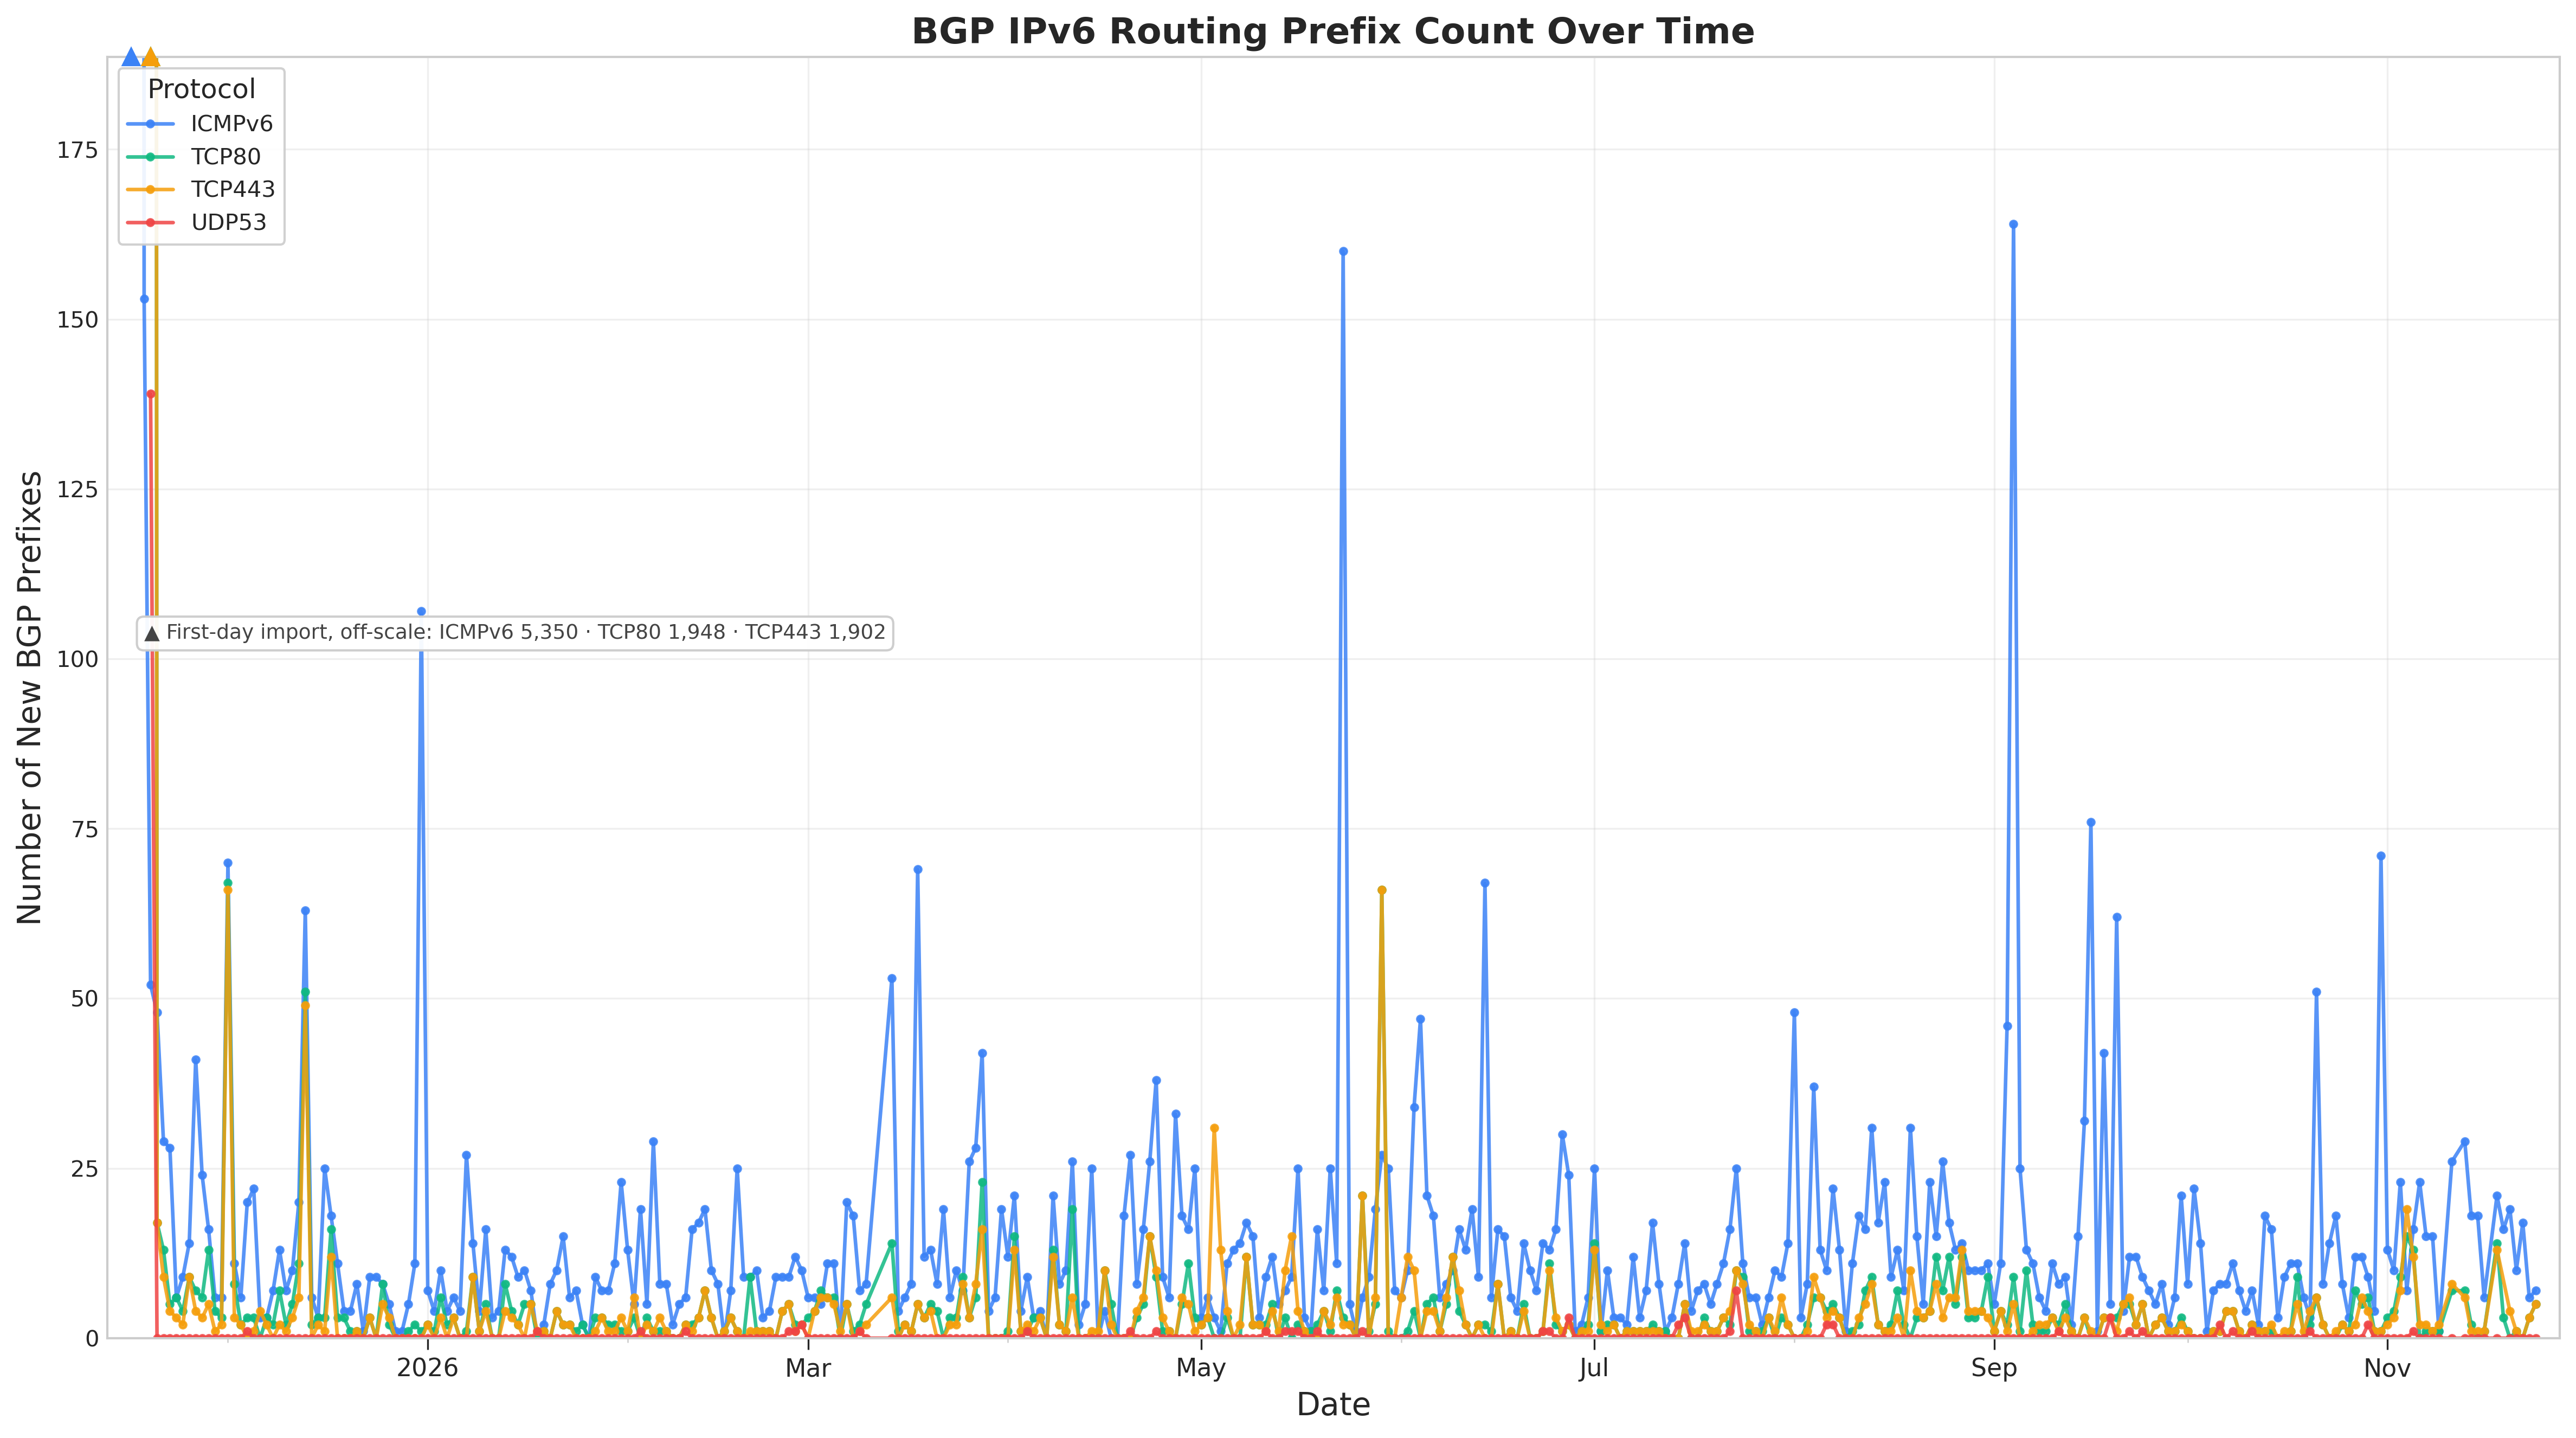 BGP IPv6 Routing Prefix Count Over Time
Number of New BGP Prefixes
175
150
125
100
75
50
25
0
Protocol
ICMPv6
TCP80
TCP443
UDP53
▲ First-day import, off-scale: ICMPv6 5,350 · TCP80 1,948 · TCP443 1,902
2026
Mar
May
Jul
Sep
Nov
Date